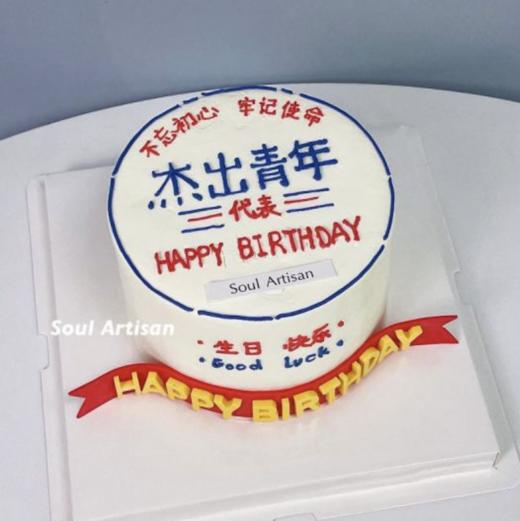 不忘初心 牢记使命
杰出青年
代表
HAPPY BIRTHDAY
Soul Artisan
Soul Artisan
·生日 快乐·
·Good Luck·
HAPPY BIRTHDAY